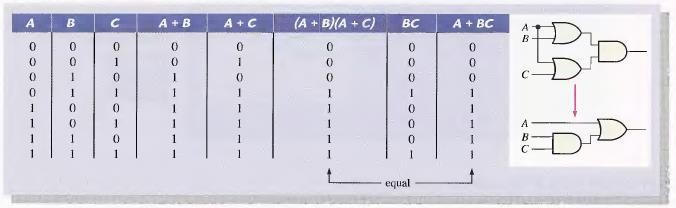 A B C A + B A + C (A + B)(A + C) BC A + BC
0 0 0 0 0 0 0 0
0 0 1 0 1 0 0 0
0 1 0 1 0 0 0 0
0 1 1 1 1 1 1 1
1 0 0 1 1 1 0 1
1 0 1 1 1 1 0 1
1 1 0 1 1 1 0 1
1 1 1 1 1 1 1 1
equal
A
B
C
A
B
C